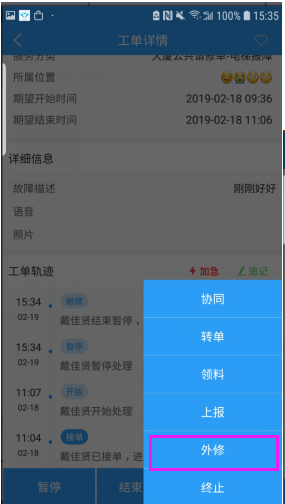 100% 15:35
工单详情
服务分类 大厦公共请修单-电梯报障
所属位置
期望开始时间 2019-02-18 09:36
期望结束时间 2019-02-18 11:06
详细信息
故障描述 刚刚好好
语音
照片
工单轨迹 加急 追记
15:34 继续
02-19 戴佳贤结束暂停，
15:34 暂停
02-19 戴佳贤暂停处理
11:07 开始
02-18 戴佳贤开始处理
11:04 接单
02-18 戴佳贤已接单，进
暂停 结束
协同
转单
领料
上报
外修
终止